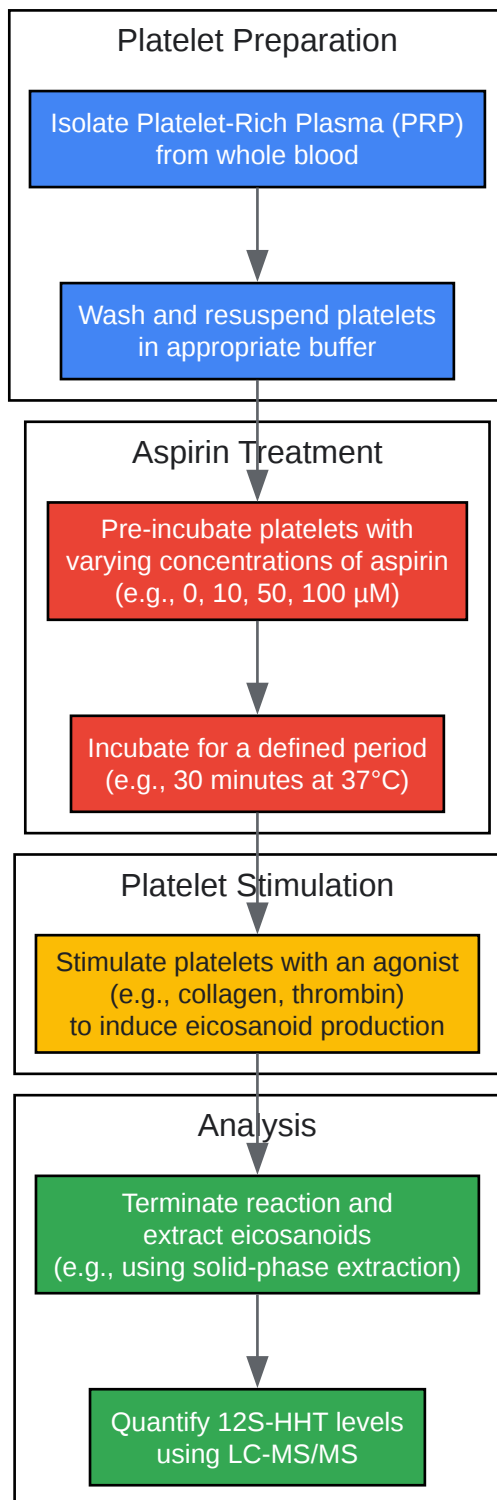 Platelet Preparation
Isolate Platelet-Rich Plasma (PRP)
from whole blood
Wash and resuspend platelets
in appropriate buffer
Aspirin Treatment
Pre-incubate platelets with
varying concentrations of aspirin
(e.g., 0, 10, 50, 100 µM)
Incubate for a defined period
(e.g., 30 minutes at 37°C)
Platelet Stimulation
Stimulate platelets with an agonist
(e.g., collagen, thrombin)
to induce eicosanoid production
Analysis
Terminate reaction and
extract eicosanoids
(e.g., using solid-phase extraction)
Quantify 12S-HHT levels
using LC-MS/MS